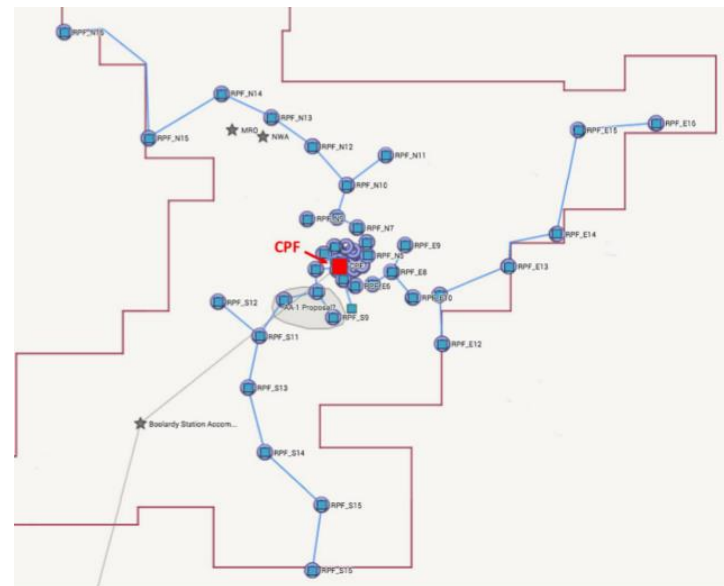 RPF_N16
RPF_N14
RPF_N13
MRO
NWA
RPF_N15
RPF_N12
RPF_N11
RPF_E15
RPF_E16
RPF_N10
RPF_N7
RPF_E14
CPF
RPF_N5
RPF_E9
RPF_E8
RPF_E13
RPF_E6
RPF_S12
RPF_S9
RPF_S11
RPF_E12
RPF_S13
Boolardy Station Accom...
RPF_S14
RPF_S15
RPF_S16